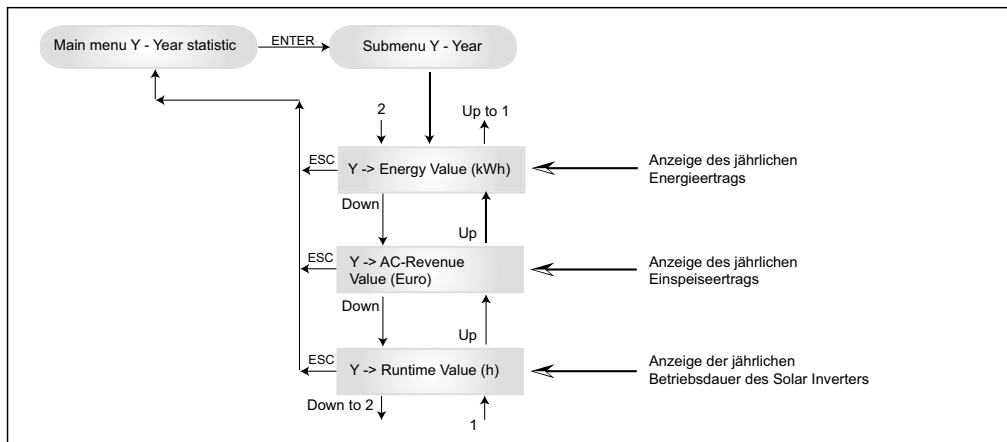 Main menu Y - Year statistic
ENTER
Submenu Y - Year
2
Up to 1
ESC
Y -> Energy Value (kWh)
Anzeige des jährlichen
Energieertrags
Down
Up
ESC
Y -> AC-Revenue
Value (Euro)
Anzeige des jährlichen
Einspeiseertrags
Down
Up
ESC
Y -> Runtime Value (h)
Anzeige der jährlichen
Betriebsdauer des Solar Inverters
Down to 2
1